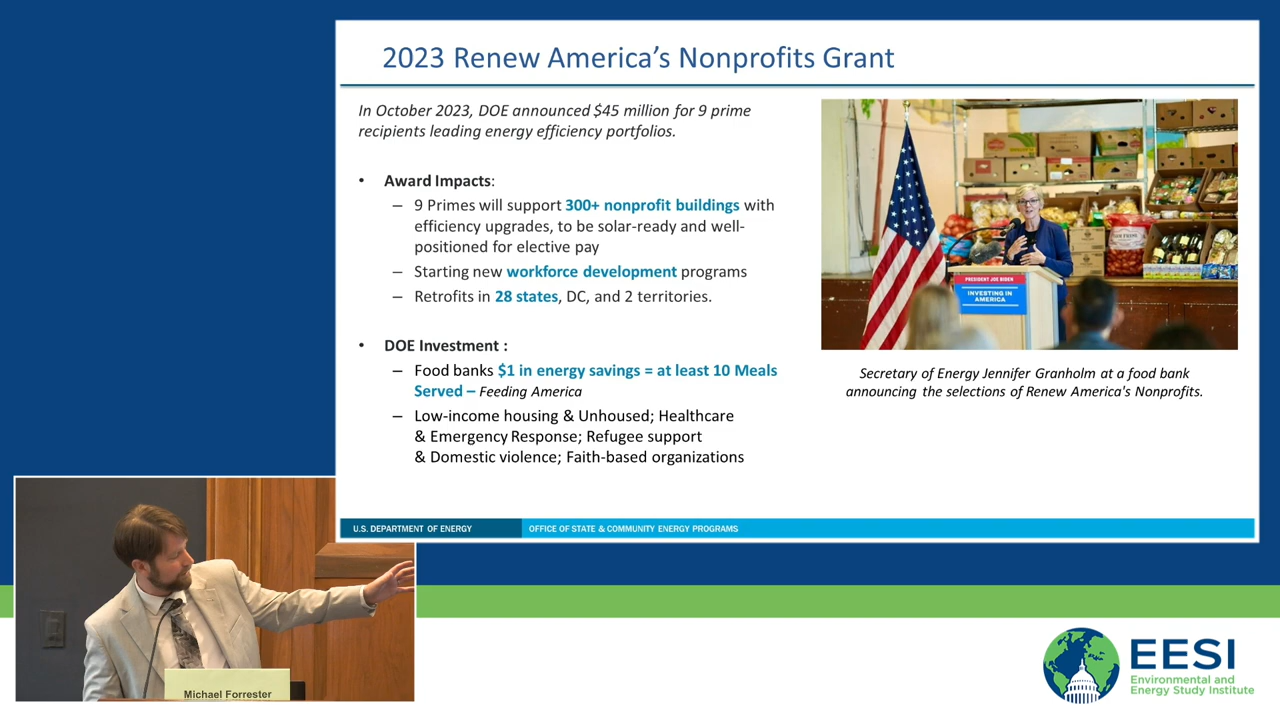 2023 Renew America's Nonprofits Grant
In October 2023, DOE announced $45 million for 9 prime
recipients leading energy efficiency portfolios.
• Award Impacts:
– 9 Primes will support 300+ nonprofit buildings with
efficiency upgrades, to be solar-ready and well-
positioned for elective pay
– Starting new workforce development programs
– Retrofits in 28 states, DC, and 2 territories.
• DOE Investment :
– Food banks $1 in energy savings = at least 10 Meals
Served – Feeding America
– Low-income housing & Unhoused; Healthcare
& Emergency Response; Refugee support
& Domestic violence; Faith-based organizations
PRESIDENT JOE BIDEN
INVESTING IN
AMERICA
Secretary of Energy Jennifer Granholm at a food bank
announcing the selections of Renew America's Nonprofits.
U.S. DEPARTMENT OF ENERGY
OFFICE OF STATE & COMMUNITY ENERGY PROGRAMS
Michael Forrester
EESI
Environmental and
Energy Study Institute